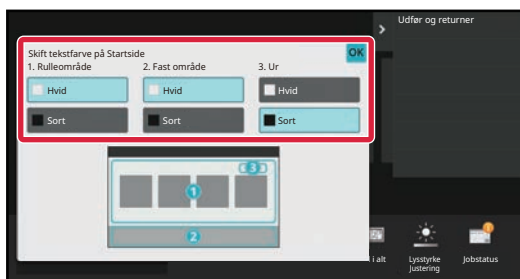 Udfør og returner
OK
Skift tekstfarve på Startside
1. Rulleområde 2. Fast område 3. Ur
Hvid Hvid Hvid
Sort Sort Sort
3
1
2
i alt Lysstyrke Jobstatus
Justering